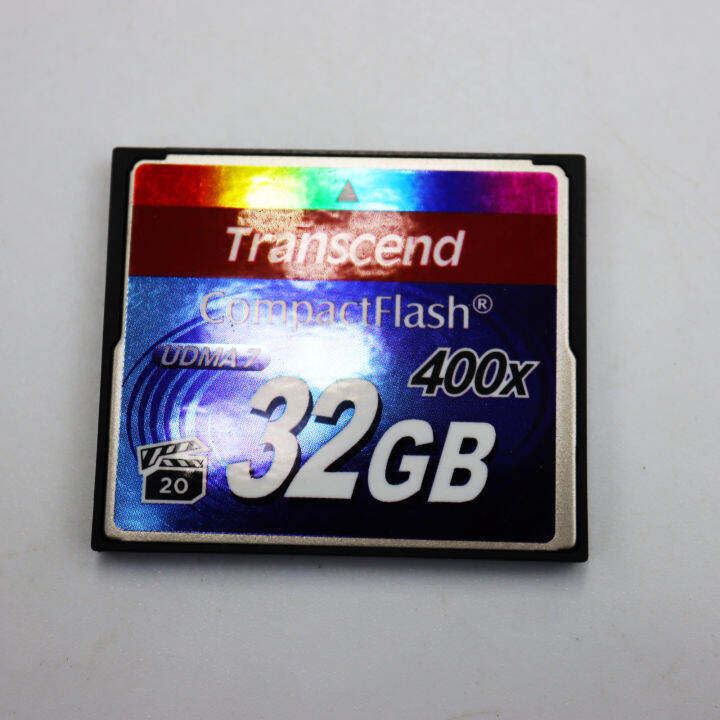 Transcend
CompactFlash®
UDMA 7
400x
32GB
20